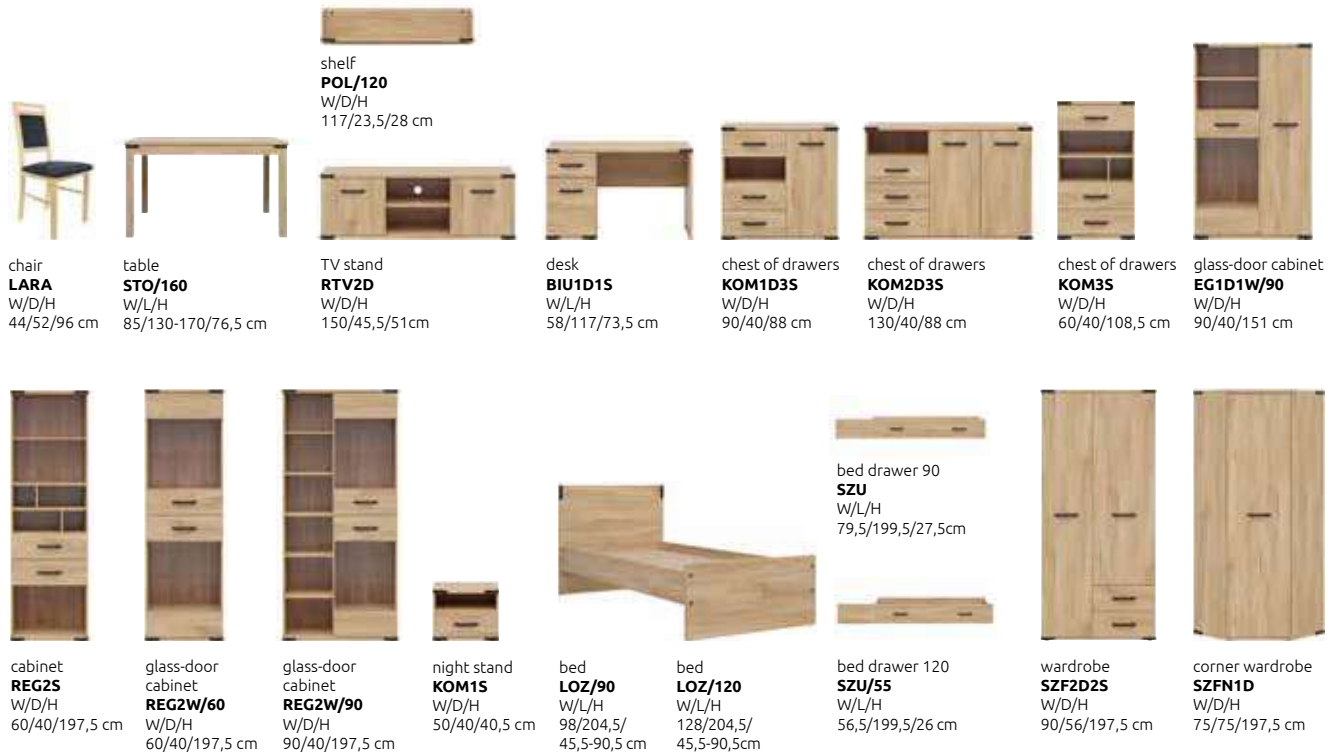 shelf
POL/120
W/D/H
117/23,5/28 cm
chair
LARA
W/D/H
44/52/96 cm
table
STO/160
W/L/H
85/130-170/76,5 cm
TV stand
RTV2D
W/D/H
150/45,5/51cm
desk
BIU1D1S
W/L/H
58/117/73,5 cm
chest of drawers
KOM1D3S
W/D/H
90/40/88 cm
chest of drawers
KOM2D3S
W/D/H
130/40/88 cm
chest of drawers
KOM3S
W/D/H
60/40/108,5 cm
glass-door cabinet
EG1D1W/90
W/D/H
90/40/151 cm
cabinet
REG2S
W/D/H
60/40/197,5 cm
glass-door
cabinet
REG2W/60
W/D/H
60/40/197,5 cm
glass-door
cabinet
REG2W/90
W/D/H
90/40/197,5 cm
night stand
KOM1S
W/D/H
50/40/40,5 cm
bed
LOZ/90
W/L/H
98/204,5/
45,5-90,5 cm
bed
LOZ/120
W/L/H
128/204,5/
45,5-90,5cm
bed drawer 90
SZU
W/L/H
79,5/199,5/27,5cm
bed drawer 120
SZU/55
W/L/H
56,5/199,5/26 cm
wardrobe
SZF2D2S
W/D/H
90/56/197,5 cm
corner wardrobe
SZFN1D
W/D/H
75/75/197,5 cm